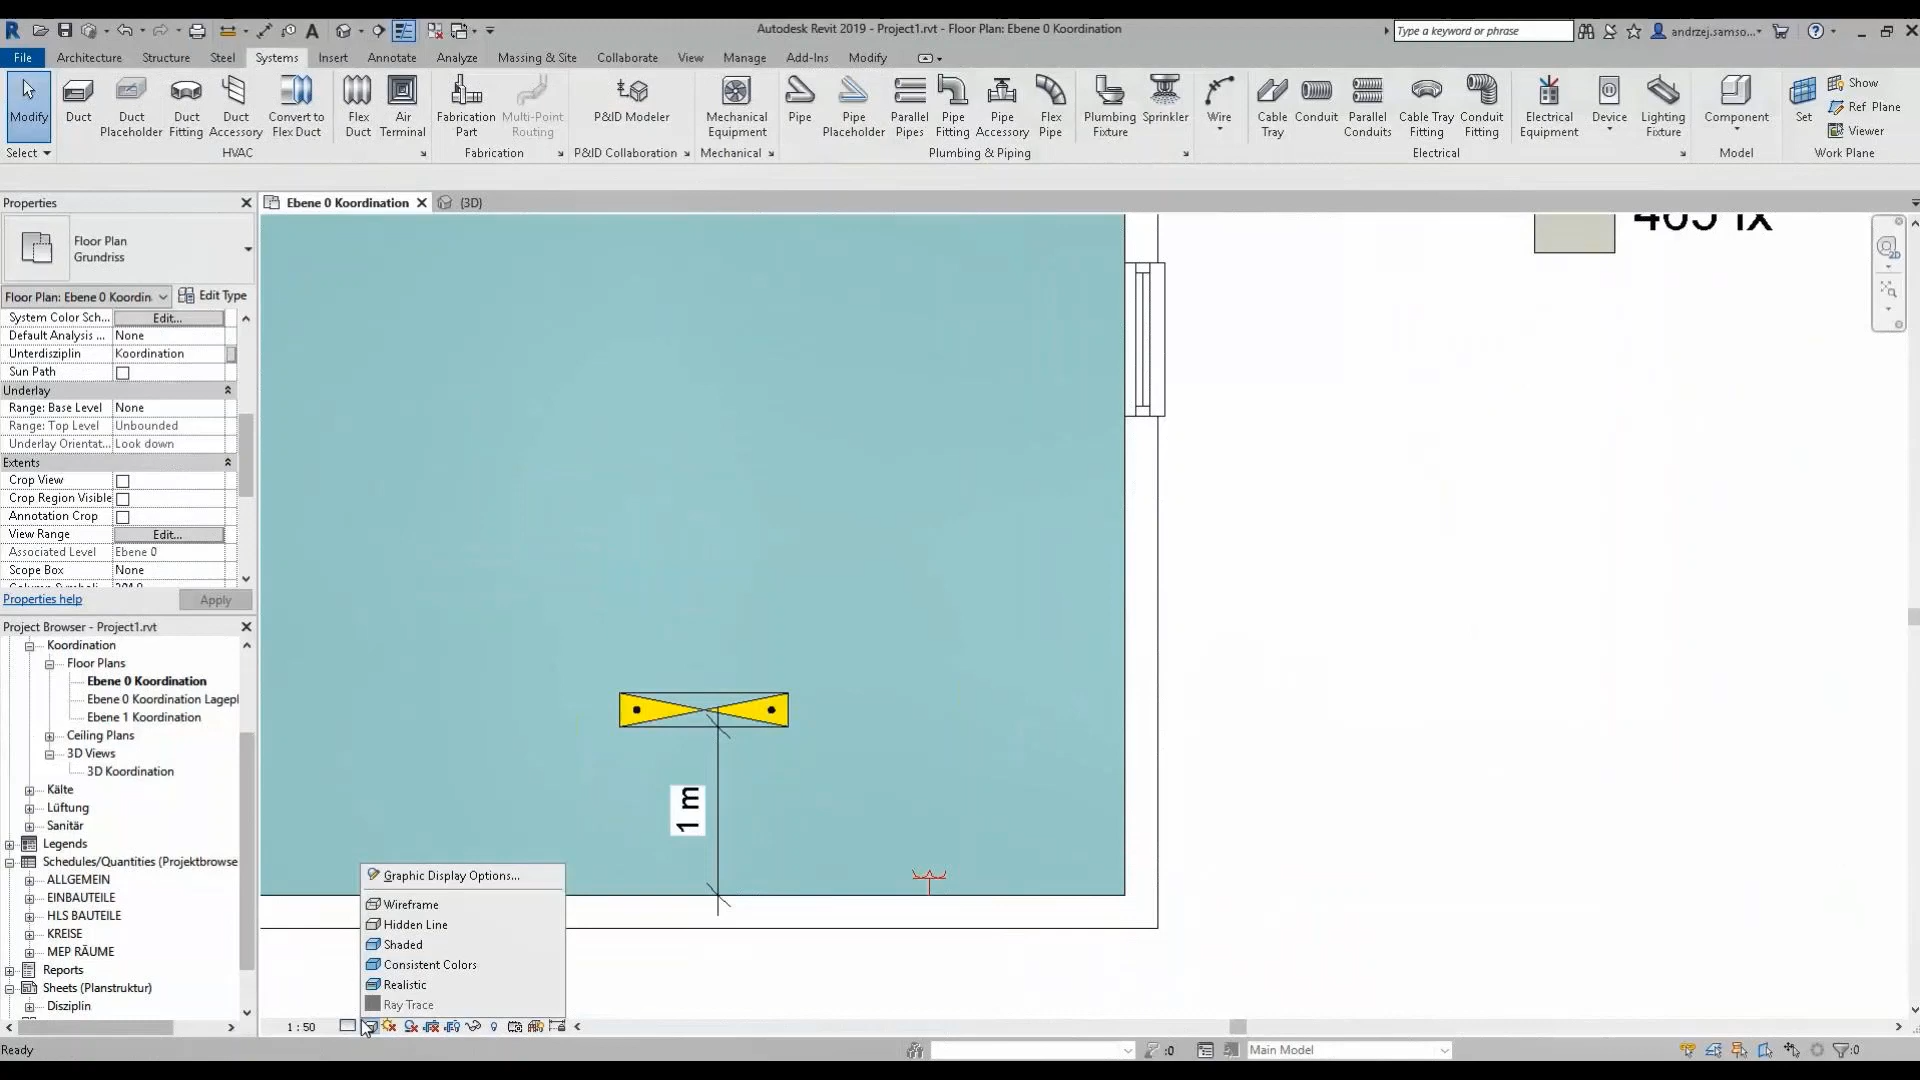 Autodesk Revit 2019 - Project1.rvt - Floor Plan: Ebene 0 Koordination
Type a keyword or phrase
andrzej.samso...
File Architecture Structure Steel Systems Insert Annotate Analyze Massing & Site Collaborate View Manage Add-Ins Modify
Modify
Duct
Duct Placeholder
Duct Fitting
Duct Accessory
Convert to Flex Duct
Flex Duct
Air Terminal
Fabrication Part
Multi-Point Routing
P&ID Modeler
Mechanical Equipment
Pipe
Pipe Placeholder
Parallel Pipes
Pipe Fitting
Pipe Accessory
Flex Pipe
Plumbing Fixture
Sprinkler
Wire
Cable Tray
Conduit
Parallel Conduits
Cable Tray Fitting
Conduit Fitting
Electrical Equipment
Device
Lighting Fixture
Component
Set
Show
Ref Plane
Viewer
Select
HVAC
Fabrication
P&ID Collaboration
Mechanical
Plumbing & Piping
Electrical
Model
Work Plane
Properties
Floor Plan
Grundriss
Floor Plan: Ebene 0 Koordin
Edit Type
System Color Sch... Edit...
Default Analysis ... None
Unterdisziplin Koordination
Sun Path
Underlay
Range: Base Level None
Range: Top Level Unbounded
Underlay Orientat... Look down
Extents
Crop View
Crop Region Visible
Annotation Crop
View Range Edit...
Associated Level Ebene 0
Scope Box None
Properties help
Apply
Project Browser - Project1.rvt
Koordination
Floor Plans
Ebene 0 Koordination
Ebene 0 Koordination Lagepl
Ebene 1 Koordination
Ceiling Plans
3D Views
3D Koordination
Kälte
Lüftung
Sanitär
Legends
Schedules/Quantities (Projektbrowse
ALLGEMEIN
EINBAUTEILE
HLS BAUTEILE
KREISE
MEP RÄUME
Reports
Sheets (Planstruktur)
Disziplin
Ebene 0 Koordination
(3D)
2D
1 m
Graphic Display Options...
Wireframe
Hidden Line
Shaded
Consistent Colors
Realistic
Ray Trace
1 : 50
Ready
:0
Main Model
:0